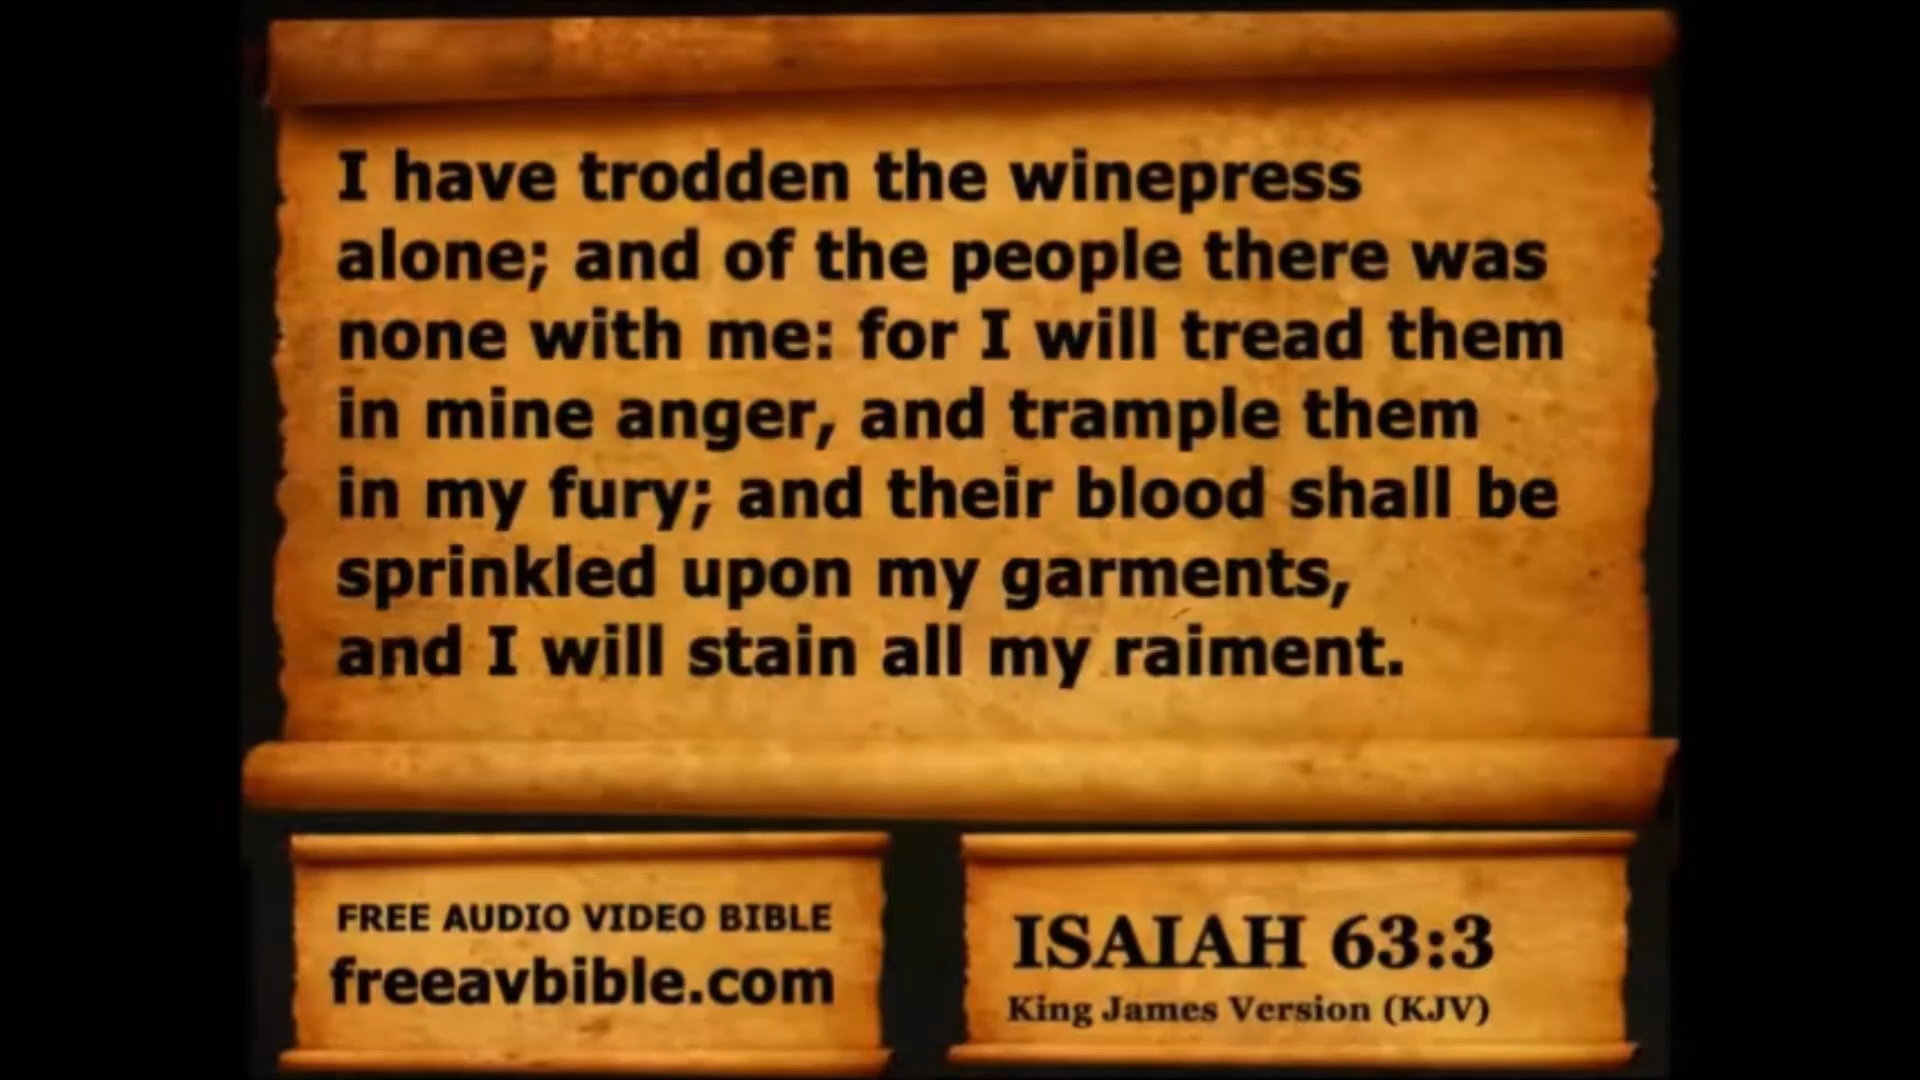 I have trodden the winepress
alone; and of the people there was
none with me: for I will tread them
in mine anger, and trample them
in my fury; and their blood shall be
sprinkled upon my garments,
and I will stain all my raiment.
FREE AUDIO VIDEO BIBLE
freeavbible.com
ISAIAH 63:3
King James Version (KJV)